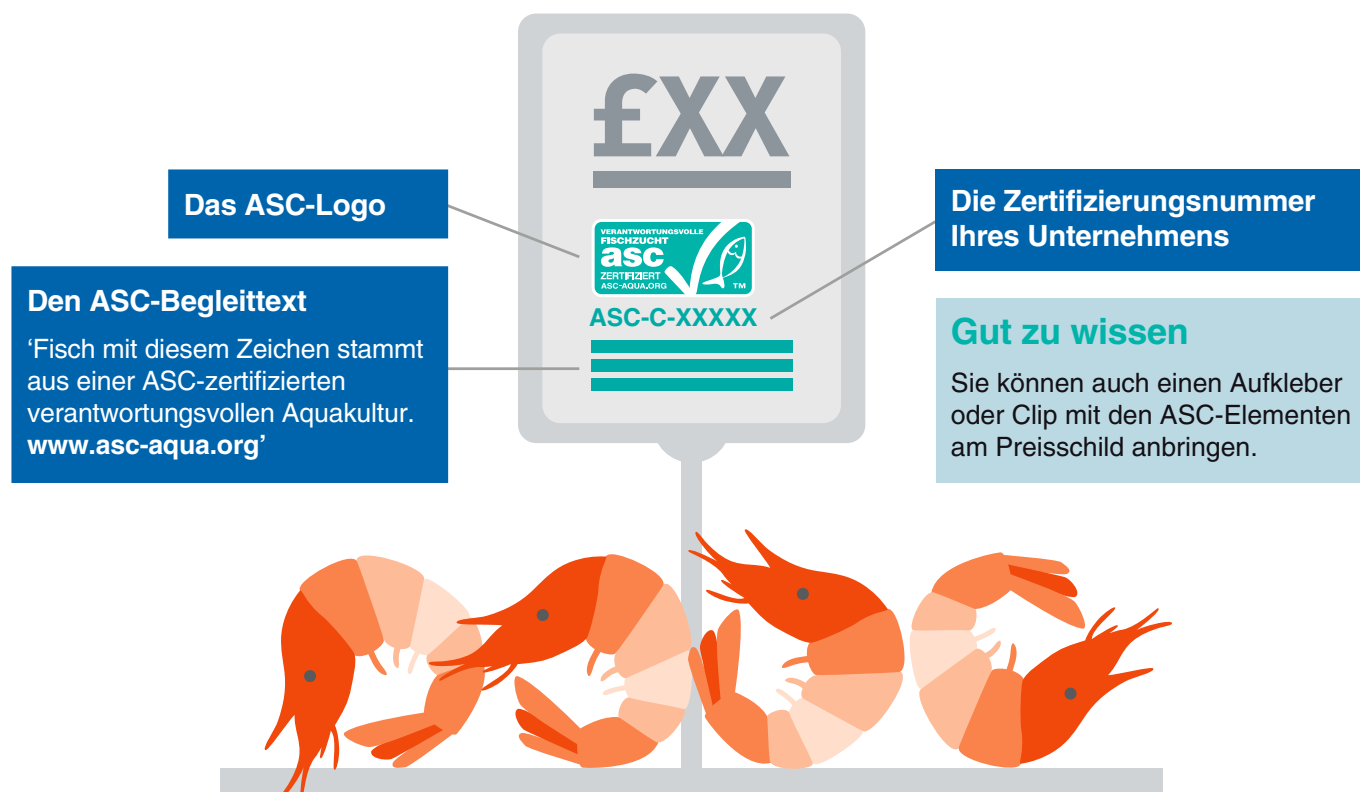 £XX
Das ASC-Logo
VERANTWORTUNGSVOLLE
FISCHZUCHT
asc
ZERTIFIZIERT
ASC-AQUA.ORG
TM
ASC-C-XXXXX
Den ASC-Begleittext
‘Fisch mit diesem Zeichen stammt
aus einer ASC-zertifizierten
verantwortungsvollen Aquakultur.
www.asc-aqua.org’
Die Zertifizierungsnummer
Ihres Unternehmens
Gut zu wissen
Sie können auch einen Aufkleber
oder Clip mit den ASC-Elementen
am Preisschild anbringen.